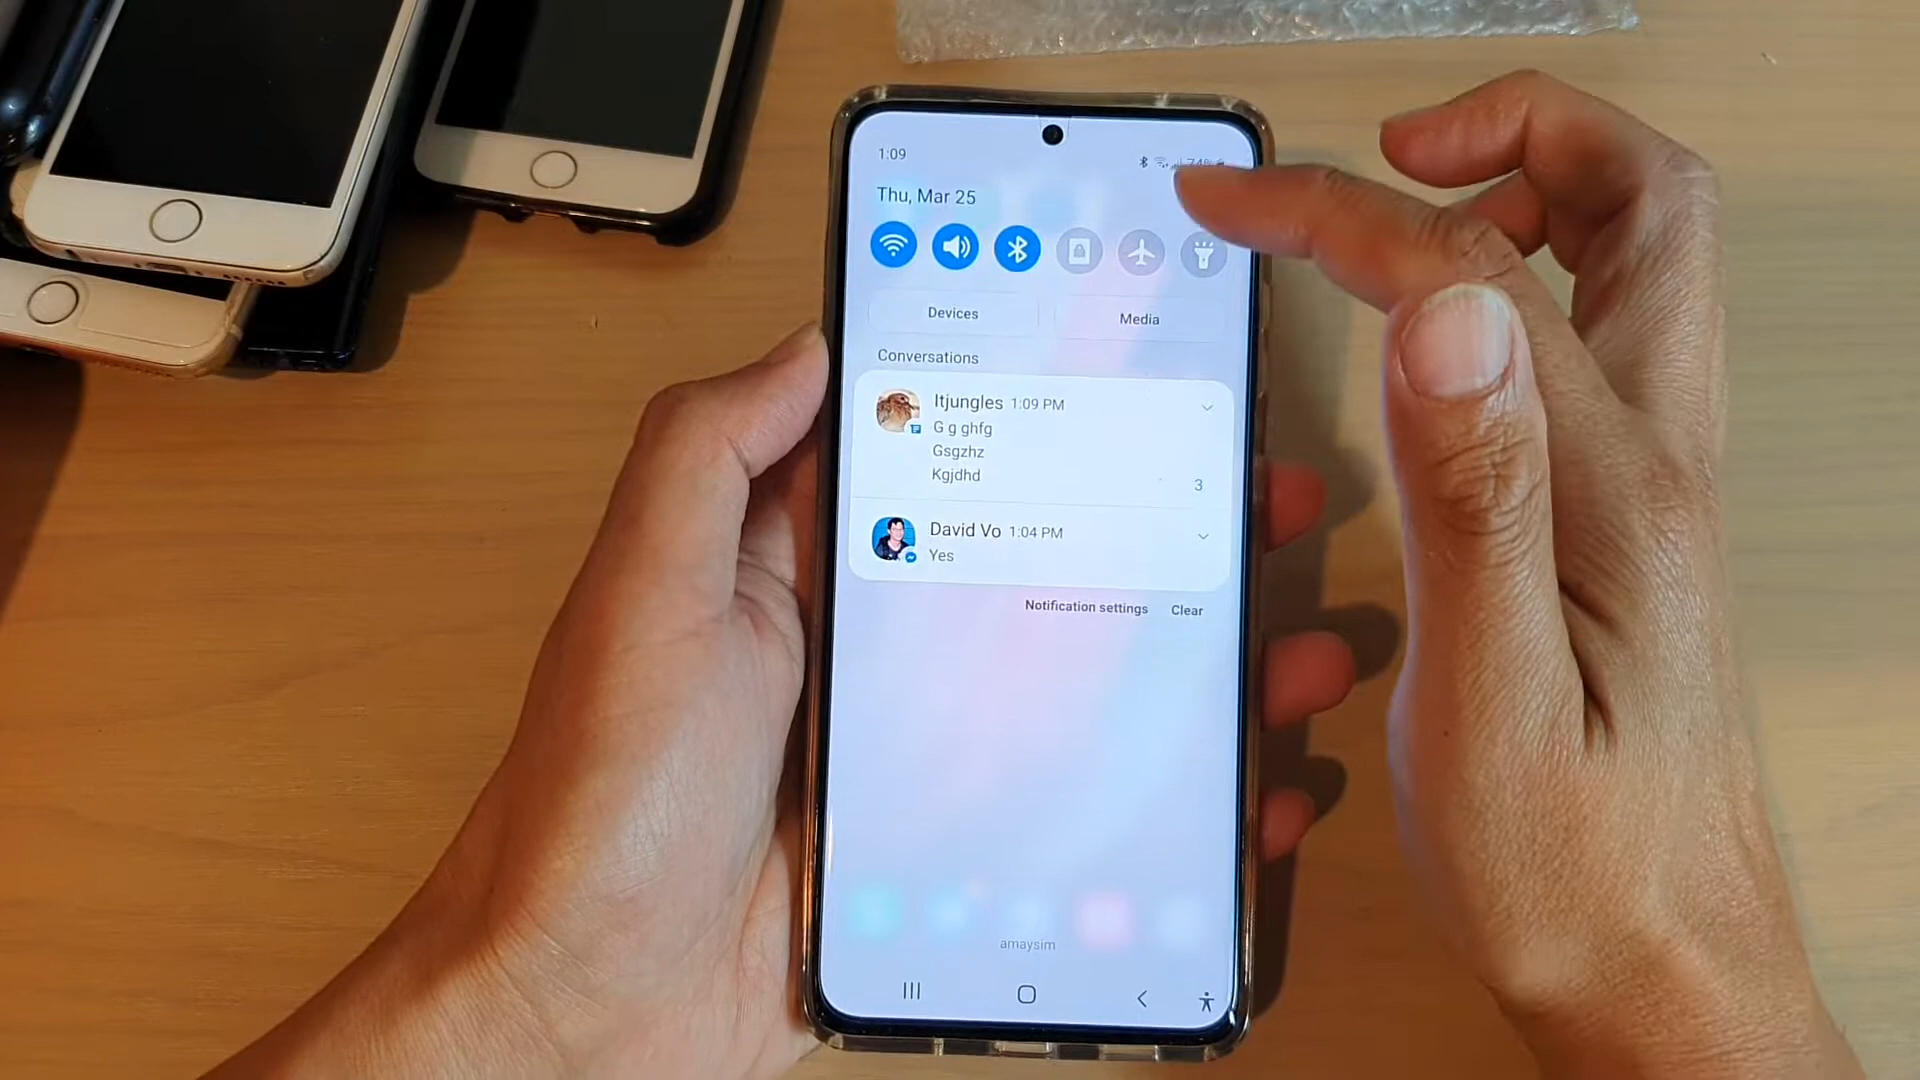 1:09
74%
Thu, Mar 25
Devices
Media
Conversations
Itjungles 1:09 PM
G g ghfg
Gsgzhz
Kgjdhd
3
David Vo 1:04 PM
Yes
Notification settings Clear
amaysim